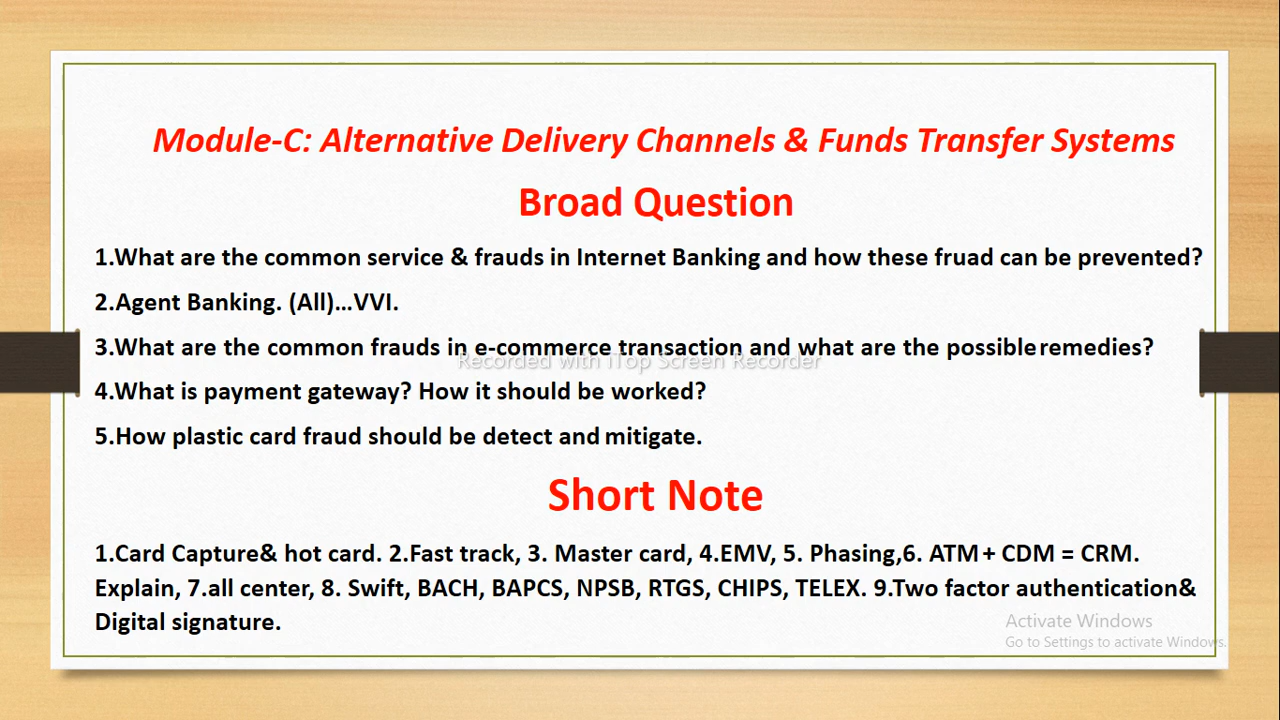 Module-C: Alternative Delivery Channels & Funds Transfer Systems
Broad Question
1.What are the common service & frauds in Internet Banking and how these fruad can be prevented?
2.Agent Banking. (All)...VVI.
3.What are the common frauds in e-commerce transaction and what are the possible remedies?
Recorded with iTop Screen Recorder
4.What is payment gateway? How it should be worked?
5.How plastic card fraud should be detect and mitigate.
Short Note
1.Card Capture& hot card. 2.Fast track, 3. Master card, 4.EMV, 5. Phasing,6. ATM + CDM = CRM.
Explain, 7.all center, 8. Swift, BACH, BAPCS, NPSB, RTGS, CHIPS, TELEX. 9.Two factor authentication&
Digital signature.
Activate Windows
Go to Settings to activate Windows.